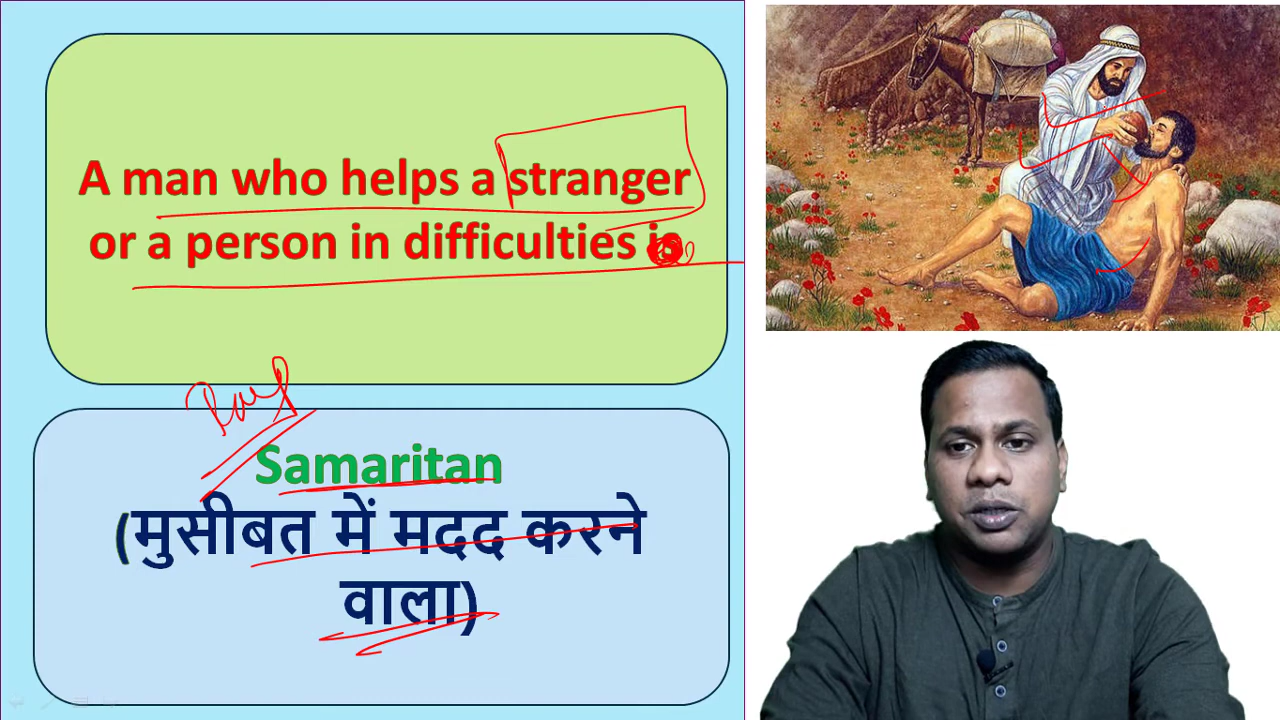 A man who helps a stranger
or a person in difficulties is
Samaritan
(मुसीबत में मदद करने
वाला)